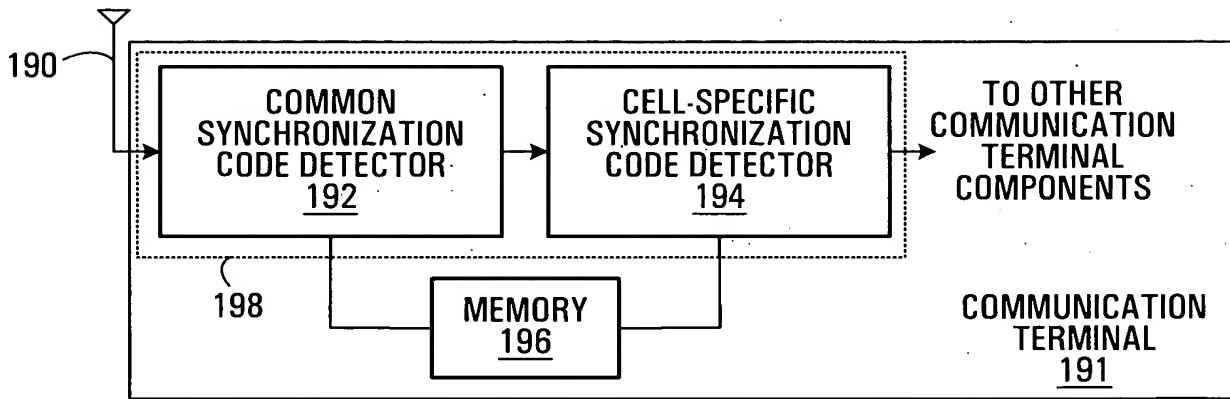 190
COMMON
SYNCHRONIZATION
CODE DETECTOR
192
CELL-SPECIFIC
SYNCHRONIZATION
CODE DETECTOR
194
TO OTHER
COMMUNICATION
TERMINAL
COMPONENTS
198
MEMORY
196
COMMUNICATION
TERMINAL
191